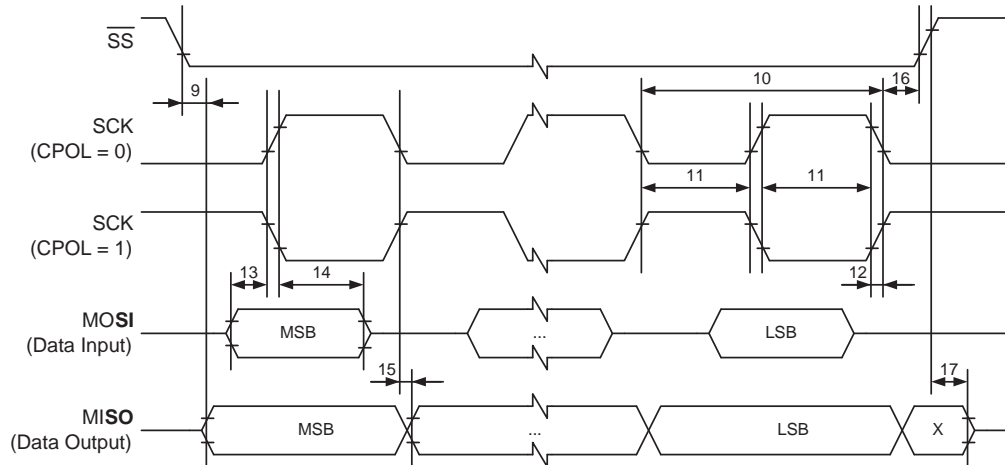 SS
9
10
16
SCK
(CPOL = 0)
11
11
SCK
(CPOL = 1)
13
14
12
MOSI
(Data Input)
MSB
...
LSB
15
17
MISO
(Data Output)
MSB
...
LSB
X